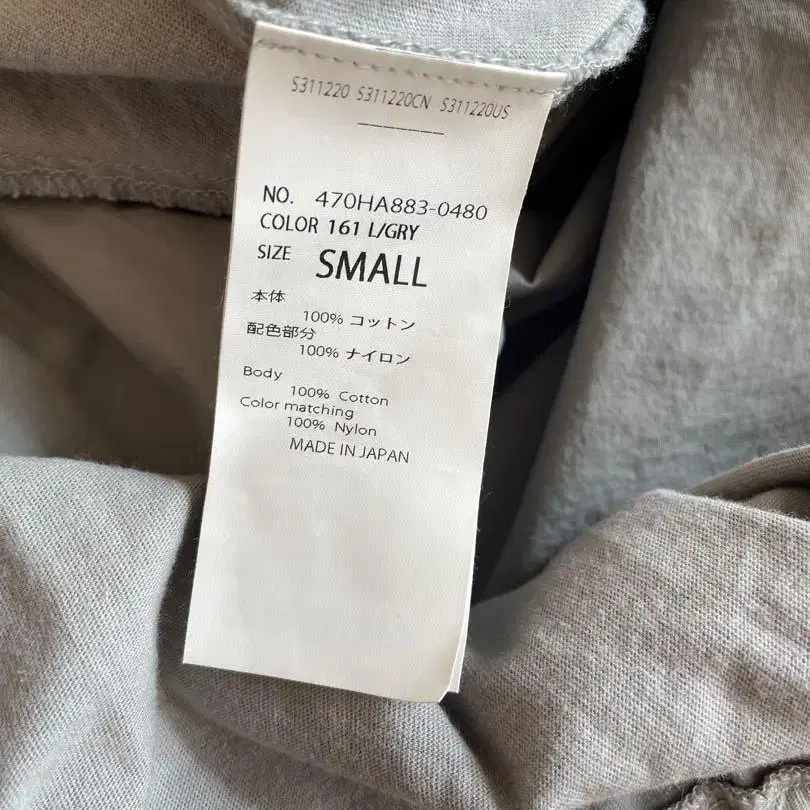 S311220 S311220CN S311220US
NO. 470HA883-0480
COLOR 161 L/GRY
SIZE SMALL
本体
100% コットン
配色部分
100% ナイロン
Body
100% Cotton
Color matching
100% Nylon
MADE IN JAPAN